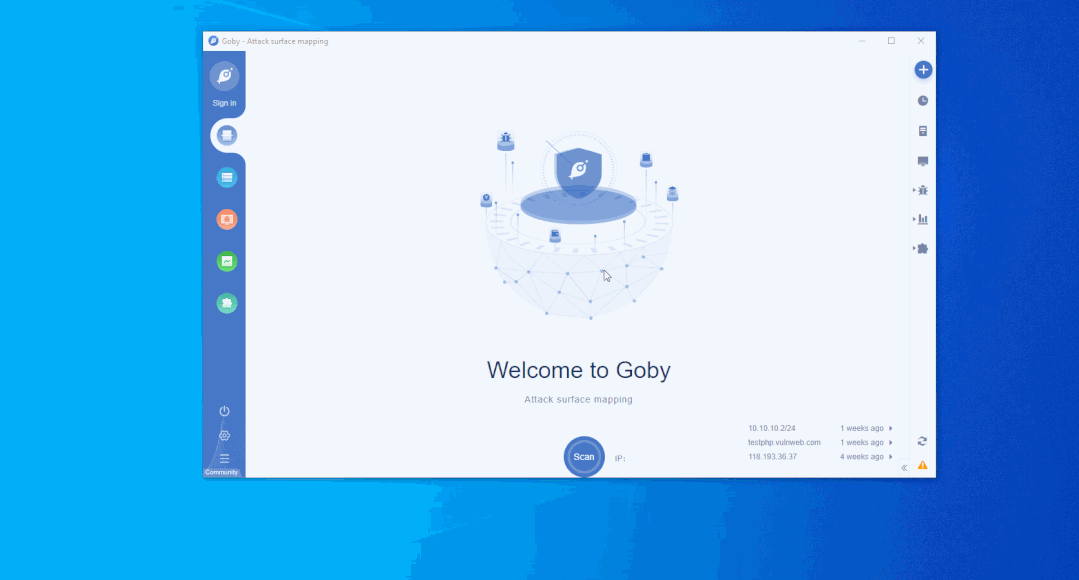 Goby - Attack surface mapping
Sign in
Welcome to Goby
Attack surface mapping
10.10.10.2/24 1 weeks ago
testphp.vulnweb.com 1 weeks ago
118.193.36.37 4 weeks ago
Scan IP:
Community